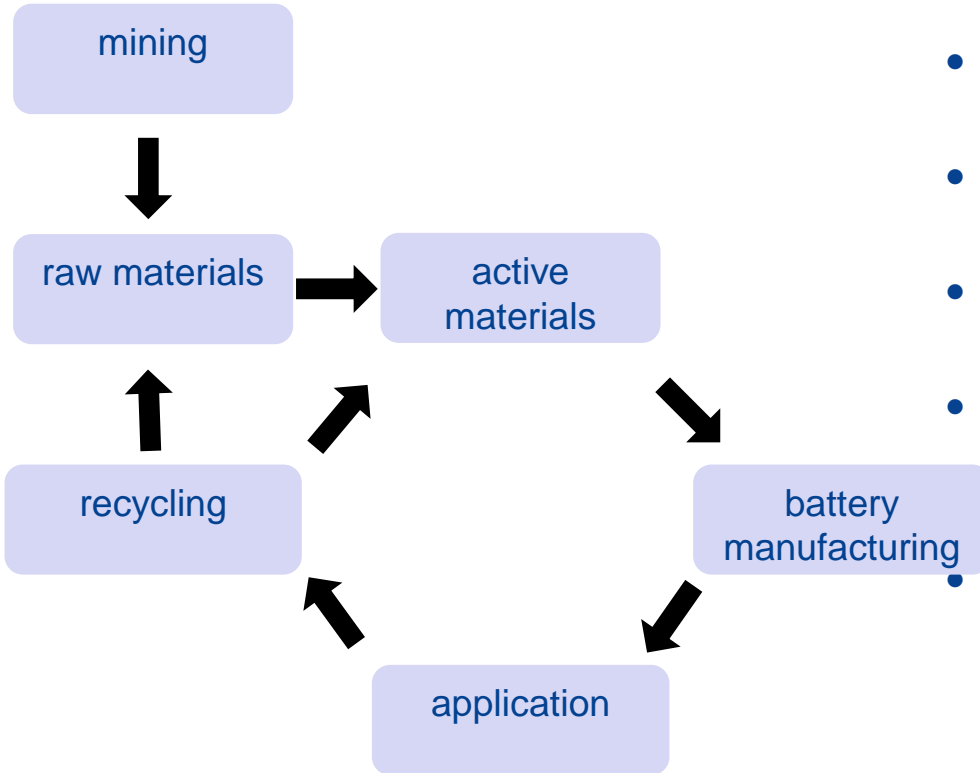 mining
raw materials
active
materials
recycling
battery
manufacturing
application